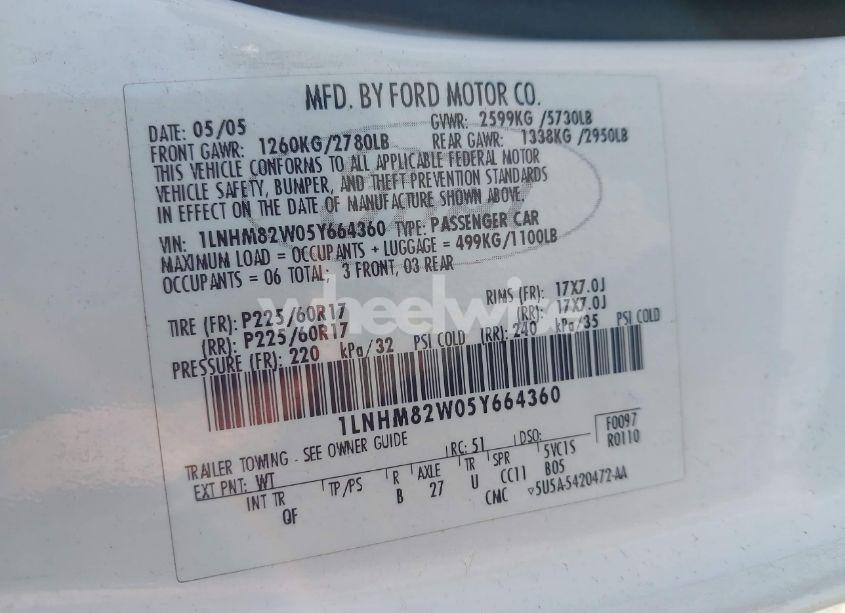 MFD. BY FORD MOTOR CO.
DATE: 05/05 GVWR: 2599KG /5730LB
FRONT GAWR: 1260KG/2780LB REAR GAWR: 1338KG /2950LB
THIS VEHICLE CONFORMS TO ALL APPLICABLE FEDERAL MOTOR
VEHICLE SAFETY, BUMPER, AND THEFT PREVENTION STANDARDS
IN EFFECT ON THE DATE OF MANUFACTURE SHOWN ABOVE.
VIN: 1LNHM82W05Y664360 TYPE: PASSENGER CAR
MAXIMUM LOAD = OCCUPANTS + LUGGAGE = 499KG/1100LB
OCCUPANTS = 06 TOTAL; 3 FRONT, 03 REAR
wheelwise
TIRE (FR): P225/60R17 RIMS (FR): 17X7.0J
(RR): P225/60R17 (RR): 17X7.0J
PRESSURE (FR): 220 kPa/32 PSI COLD (RR): 240 kPa/35 PSI COLD
1LNHM82W05Y664360
TRAILER TOWING - SEE OWNER GUIDE RC: 51 DSO: F0097
R0110
EXT PNT: WT TP/PS R AXLE TR SPR 5VC1S
INT TR B 27 U CC11 B05
QF CMC ▽5U5A-5420472-AA